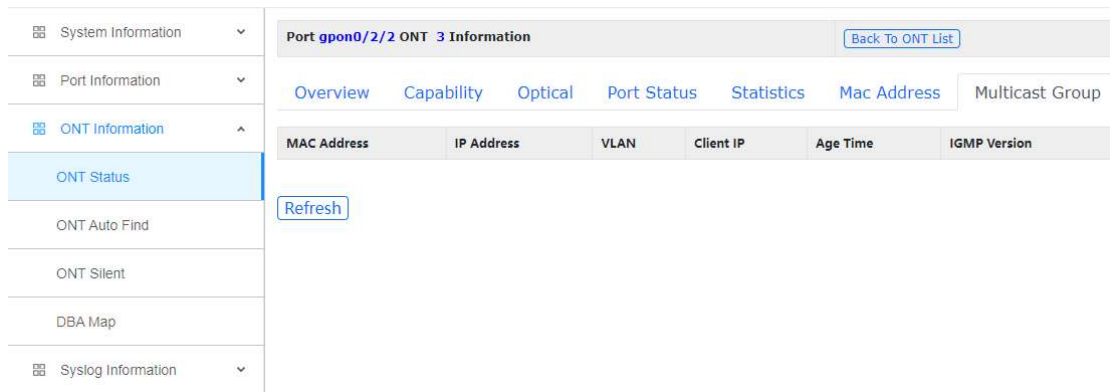 System Information
Port Information
ONT Information
ONT Status
ONT Auto Find
ONT Silent
DBA Map
Syslog Information
Port gpon0/2/2 ONT 3 Information
Back To ONT List
Overview Capability Optical Port Status Statistics Mac Address Multicast Group
MAC Address IP Address VLAN Client IP Age Time IGMP Version
Refresh